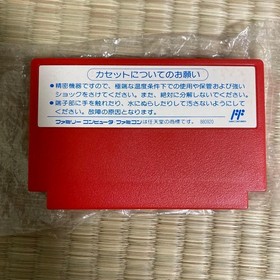 カセットについてのお願い
●精密機器ですので、極端な温度条件下での使用や保管および強い
ショックをさけてください。また、絶対に分解しないでください。
●端子部に手を触れたり、水にぬらしたりして汚さないようにして
ください。故障の原因となります。
ファミリー コンピュータ ファミコンは任天堂の商標です。